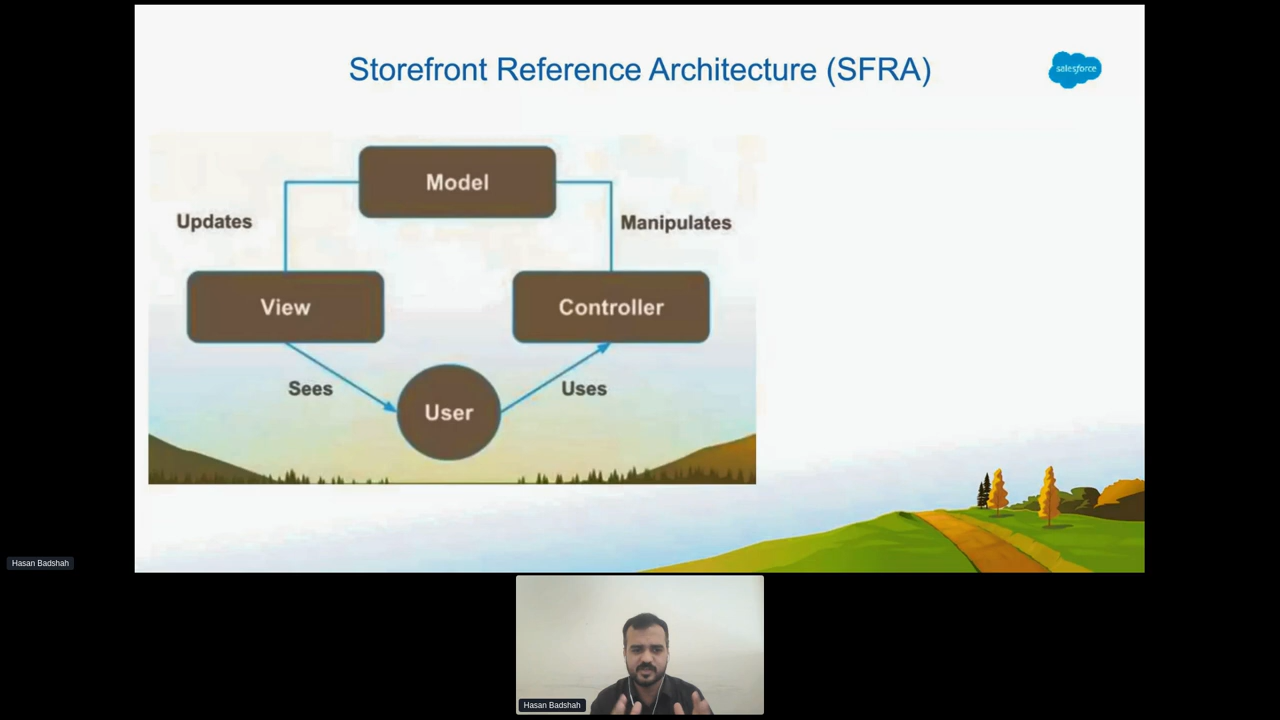 Storefront Reference Architecture (SFRA)
salesforce
Model
Updates
Manipulates
View
Controller
Sees
Uses
User
Hasan Badshah
Hasan Badshah